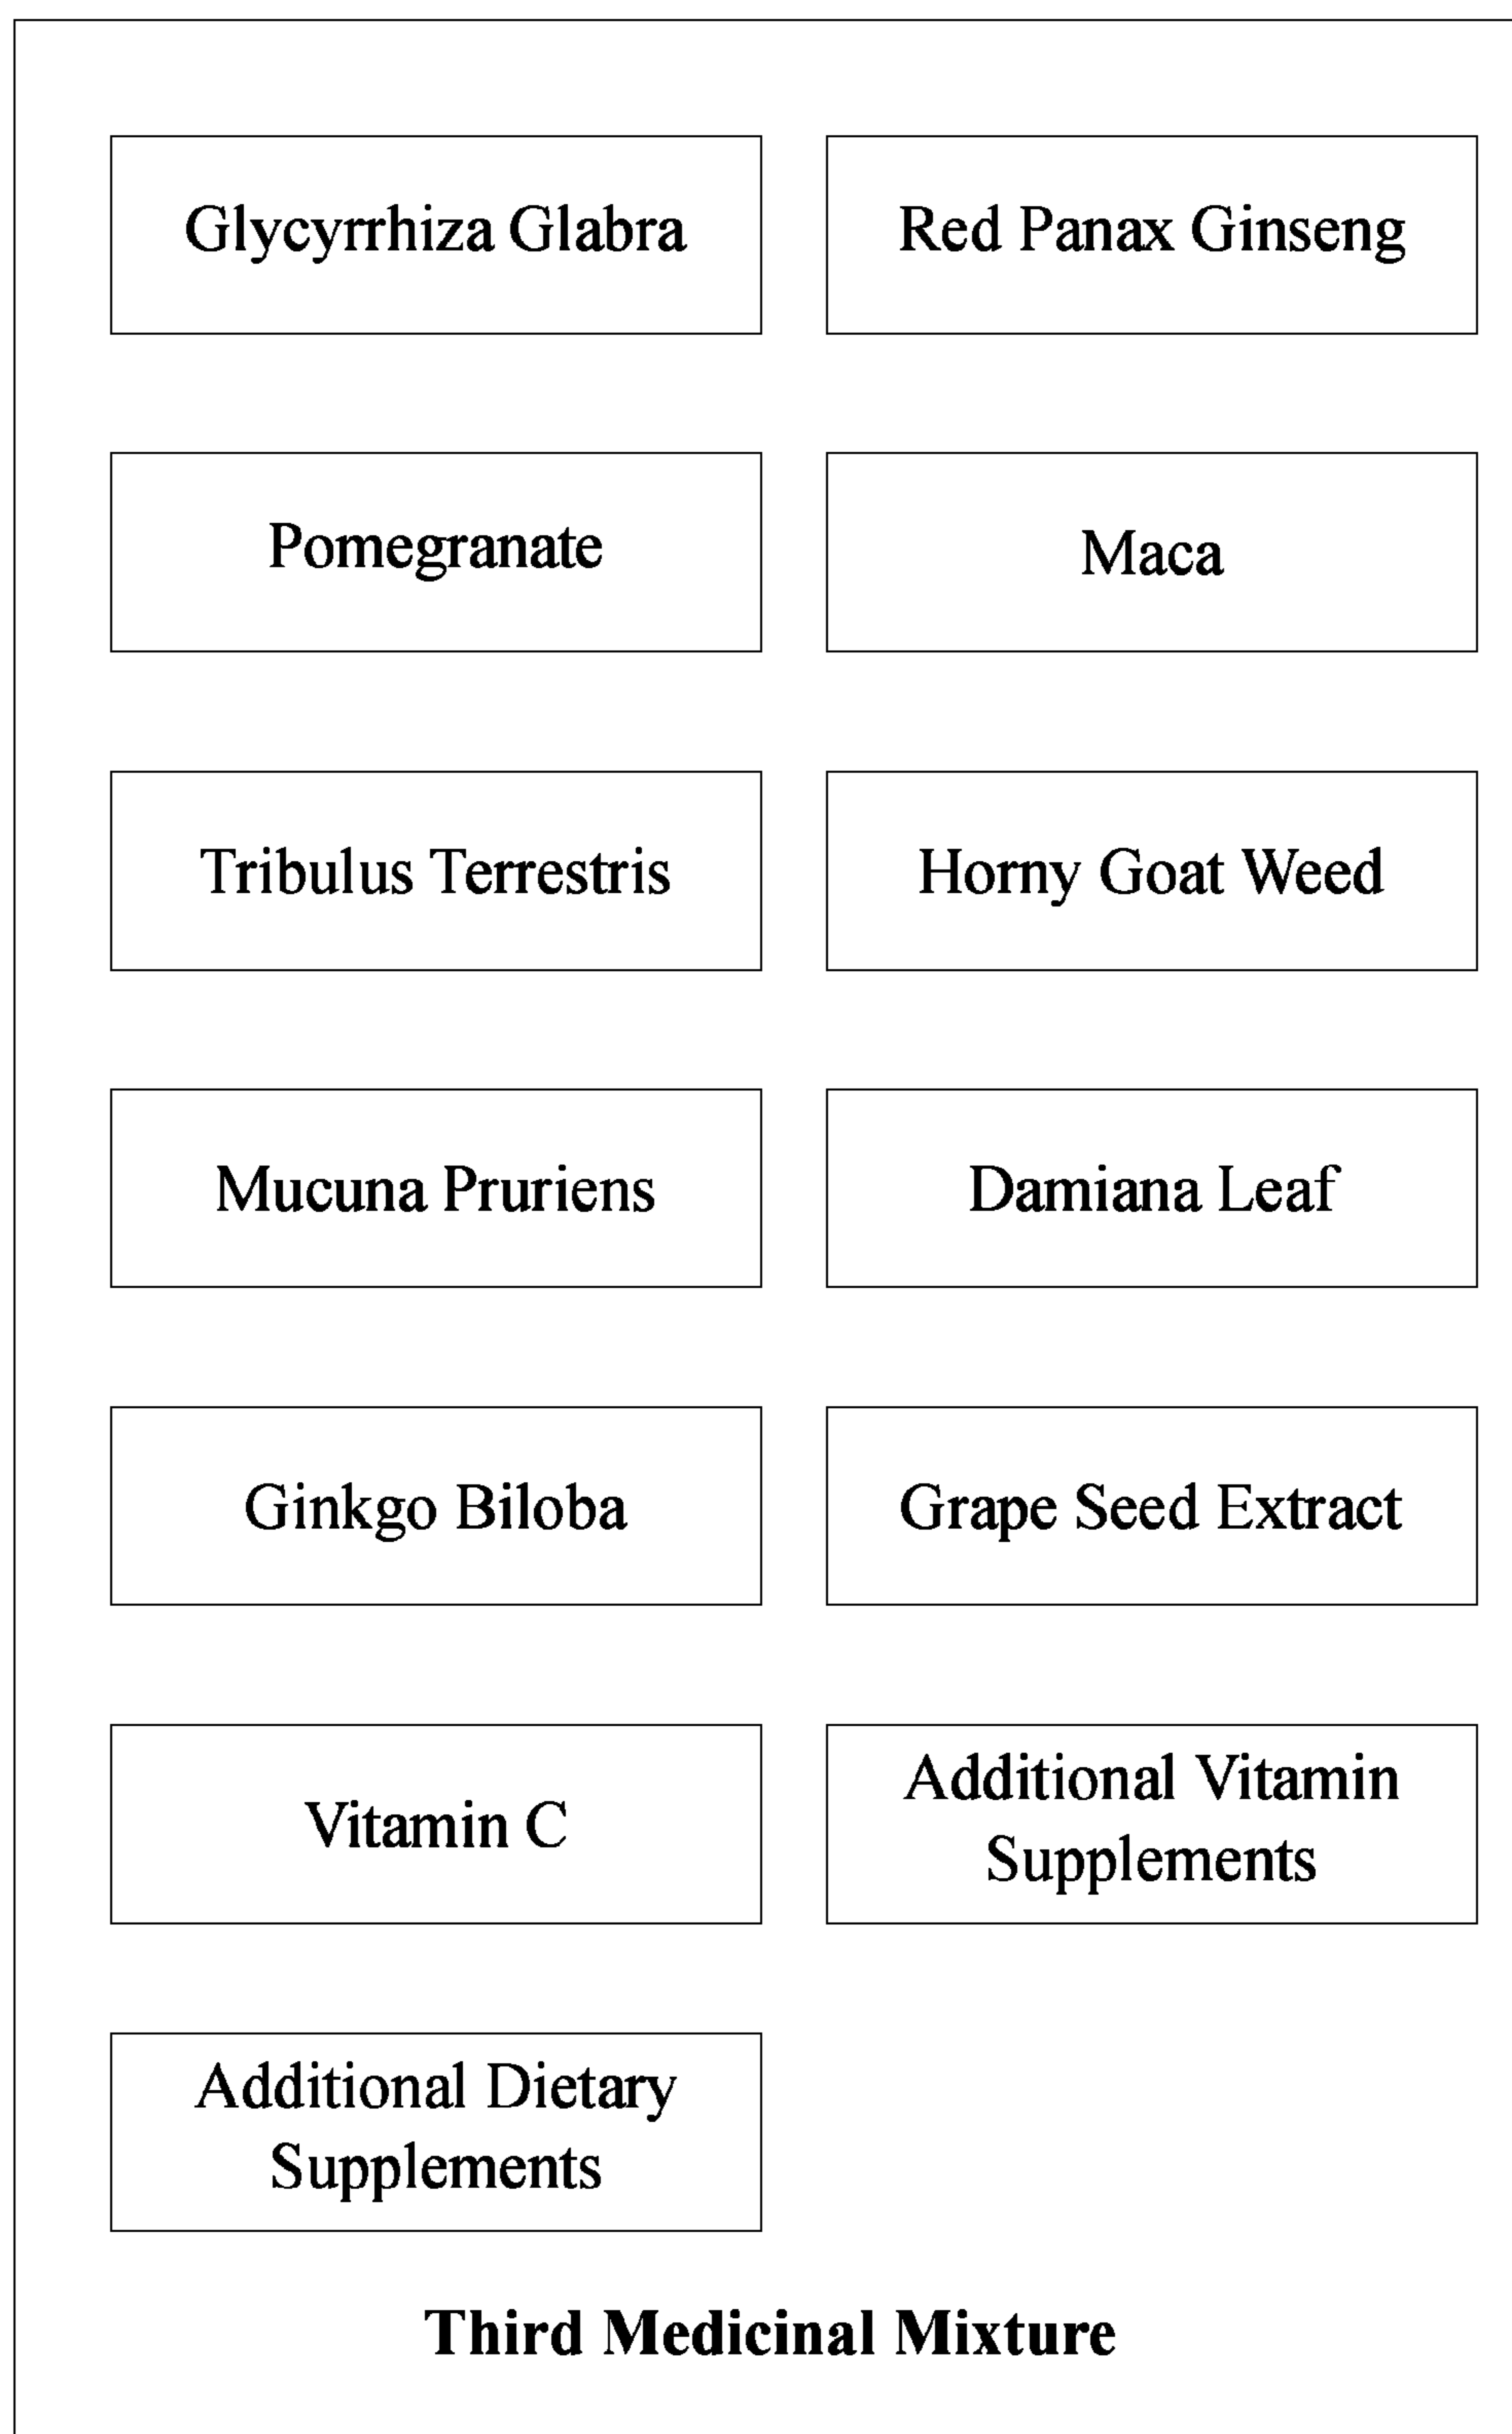 Glycyrrhiza Glabra
Red Panax Ginseng
Pomegranate
Maca
Tribulus Terrestris
Horny Goat Weed
Mucuna Pruriens
Damiana Leaf
Ginkgo Biloba
Grape Seed Extract
Vitamin C
Additional Vitamin
Supplements
Additional Dietary
Supplements
Third Medicinal Mixture